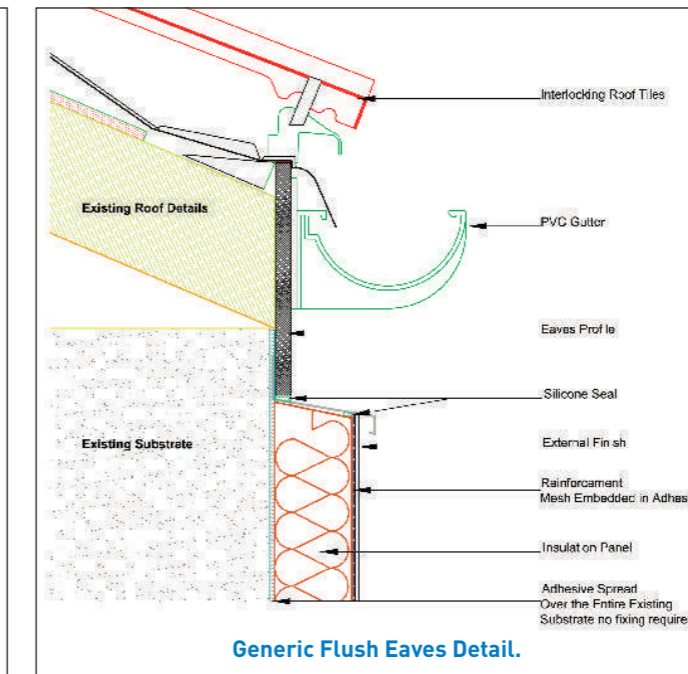 Interlocking Roof Tiles
Existing Roof Details
PVC Gutter
Eaves Profile
Silicone Seal
Existing Substrate
External Finish
Reinforcament
Mesh Embedded in Adhes
Insulation Panel
Adhesive Spread
Over the Entire Existing
Substrate no fixing require
Generic Flush Eaves Detail.